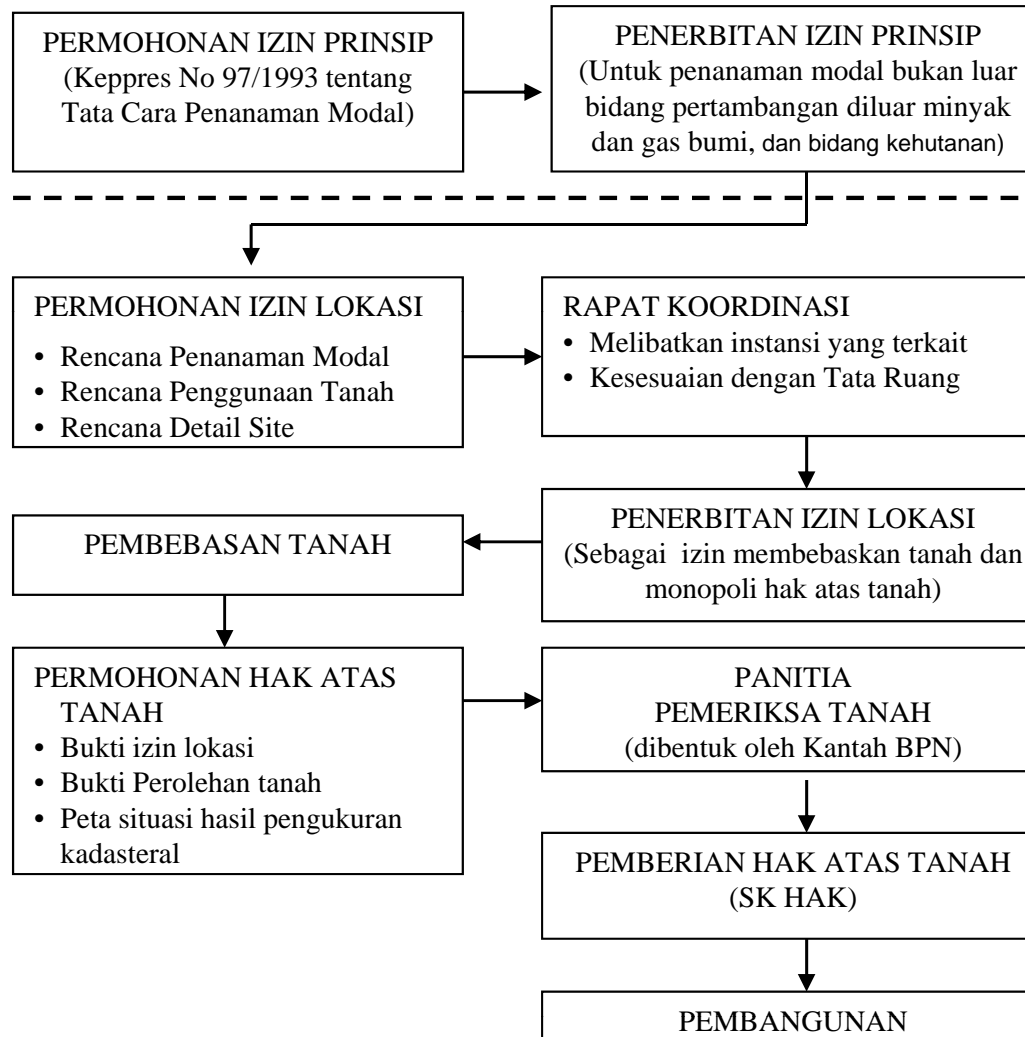 PERMOHONAN IZIN PRINSIP
(Keppres No 97/1993 tentang
Tata Cara Penanaman Modal)
PENERBITAN IZIN PRINSIP
(Untuk penanaman modal bukan luar
bidang pertambangan diluar minyak
dan gas bumi, dan bidang kehutanan)
PERMOHONAN IZIN LOKASI
• Rencana Penanaman Modal
• Rencana Penggunaan Tanah
• Rencana Detail Site
RAPAT KOORDINASI
• Melibatkan instansi yang terkait
• Kesesuaian dengan Tata Ruang
PENERBITAN IZIN LOKASI
(Sebagai izin membebaskan tanah dan
monopoli hak atas tanah)
PEMBEBASAN TANAH
PERMOHONAN HAK ATAS
TANAH
• Bukti izin lokasi
• Bukti Perolehan tanah
• Peta situasi hasil pengukuran
kadasteral
PANITIA
PEMERIKSA TANAH
(dibentuk oleh Kantah BPN)
PEMBERIAN HAK ATAS TANAH
(SK HAK)
PEMBANGUNAN